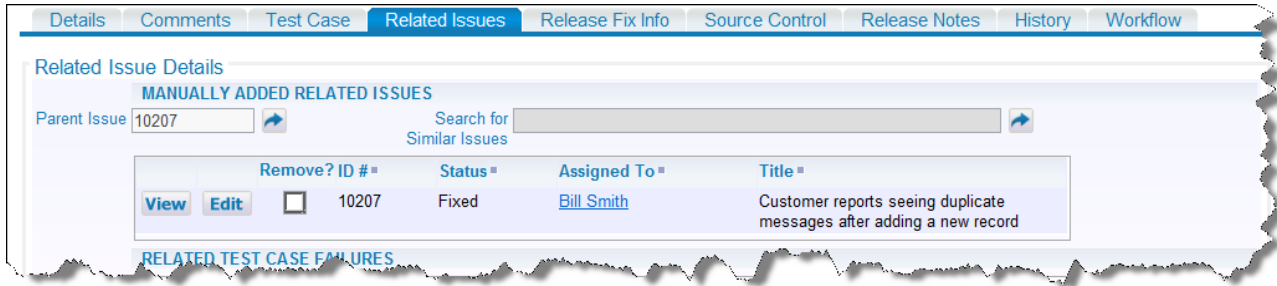 Details Comments Test Case Related Issues Release Fix Info Source Control Release Notes History Workflow
Related Issue Details
MANUALLY ADDED RELATED ISSUES
Parent Issue 10207 Search for
Similar Issues
Remove? ID # Status Assigned To Title
View Edit 10207 Fixed Bill Smith Customer reports seeing duplicate
messages after adding a new record
RELATED TEST CASE FAILURES